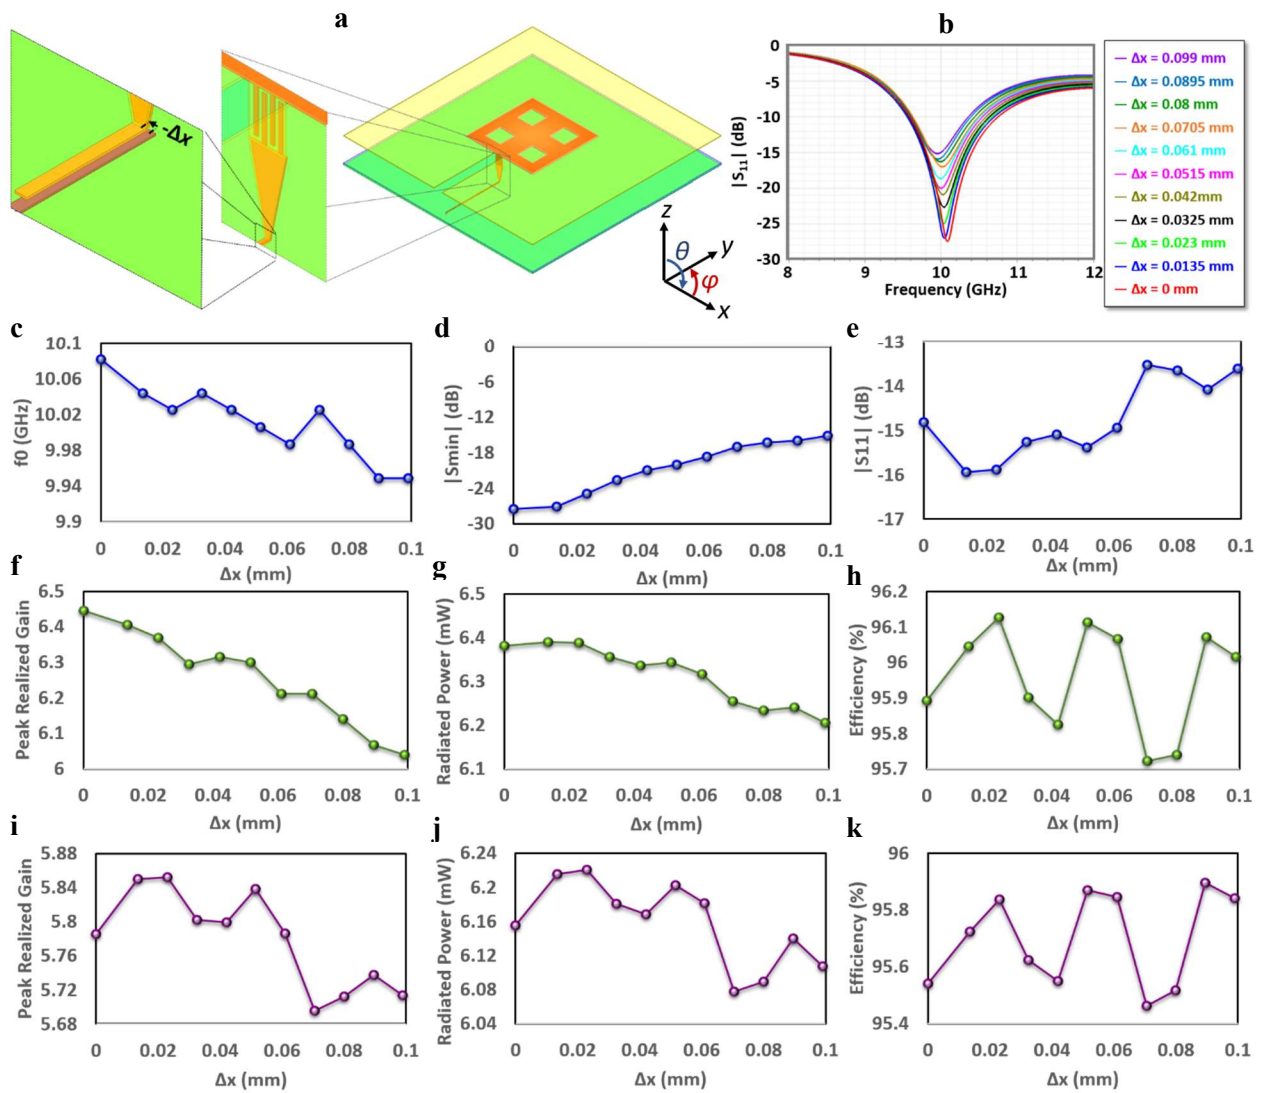 a
-Δx
z
y
θ
φ
x
b
0
-5
-10
-15
-20
-25
-30
|S11| (dB)
8
9
10
11
12
Frequency (GHz)
Δx = 0.099 mm
Δx = 0.0895 mm
Δx = 0.08 mm
Δx = 0.0705 mm
Δx = 0.061 mm
Δx = 0.0515 mm
Δx = 0.042mm
Δx = 0.0325mm
Δx = 0.023 mm
Δx = 0.0135 mm
Δx = 0 mm
c
10.1
10.06
10.02
9.98
9.94
9.9
f0 (GHz)
0
0.02
0.04
0.06
0.08
0.1
Δx (mm)
d
0
-6
-12
-18
-24
-30
|Smin| (dB)
0
0.02
0.04
0.06
0.08
0.1
Δx (mm)
e
-13
-14
-15
-16
-17
|S11| (dB)
0
0.02
0.04
0.06
0.08
0.1
Δx (mm)
f
6.5
6.4
6.3
6.2
6.1
6
Peak Realized Gain
0
0.02
0.04
0.06
0.08
0.1
Δx (mm)
g
6.5
6.4
6.3
6.2
6.1
Radiated Power (mW)
0
0.02
0.04
0.06
0.08
0.1
Δx (mm)
h
96.2
96.1
96
95.9
95.8
95.7
Efficiency (%)
0
0.02
0.04
0.06
0.08
0.1
Δx (mm)
i
5.88
5.84
5.8
5.76
5.72
5.68
Peak Realized Gain
0
0.02
0.04
0.06
0.08
0.1
Δx (mm)
j
6.24
6.2
6.16
6.12
6.08
6.04
Radiated Power (mW)
0
0.02
0.04
0.06
0.08
0.1
Δx (mm)
k
96
95.8
95.6
95.4
Efficiency (%)
0
0.02
0.04
0.06
0.08
0.1
Δx (mm)